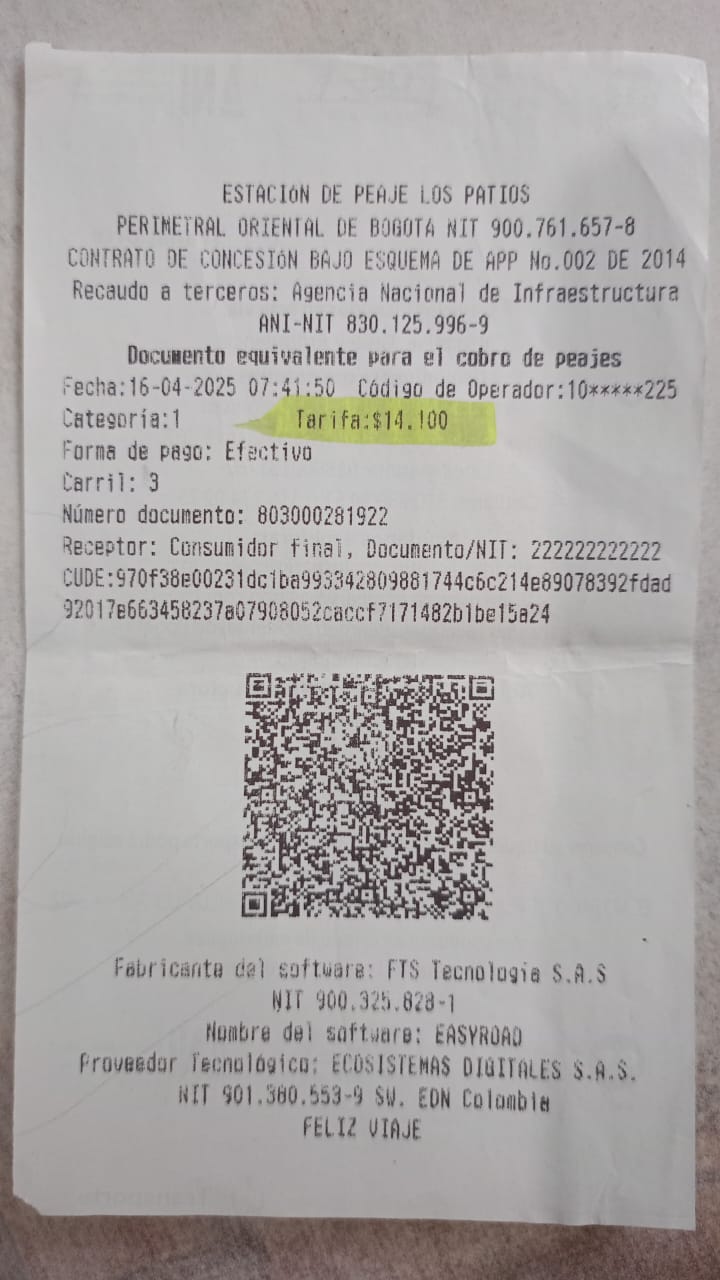 ESTACIÓN DE PEAJE LOS PATIOS
PERIMETRAL ORIENTAL DE BOGOTA NIT 900.761.657-8
CONTRATO DE CONCESIÓN BAJO ESQUEMA DE APP No.002 DE 2014
Recaudo a terceros: Agencia Nacional de Infraestructura
ANI-NIT 830.125.996-9
Documento equivalente para el cobro de peajes
Fecha:16-04-2025 07:41:50 Código de Operador:10*****225
Categoría:1 Tarifa:$14.100
Forma de pago: Efectivo
Carril: 3
Número documento: 803000281922
Receptor: Consumidor final, Documento/NIT: 222222222222
CUDE:970f38e00231dc1ba993342809881744c6c214e89078392fdad
92017e663458237a07908052caccf7171482b1be15a24
Fabricante del software: FTS Tecnología S.A.S
NIT 900.325.828-1
Nombre del software: EASYROAD
Proveedor Tecnológico: ECOSISTEMAS DIGITALES S.A.S.
NIT 901.380.553-9 SW. EDN Colombia
FELIZ VIAJE